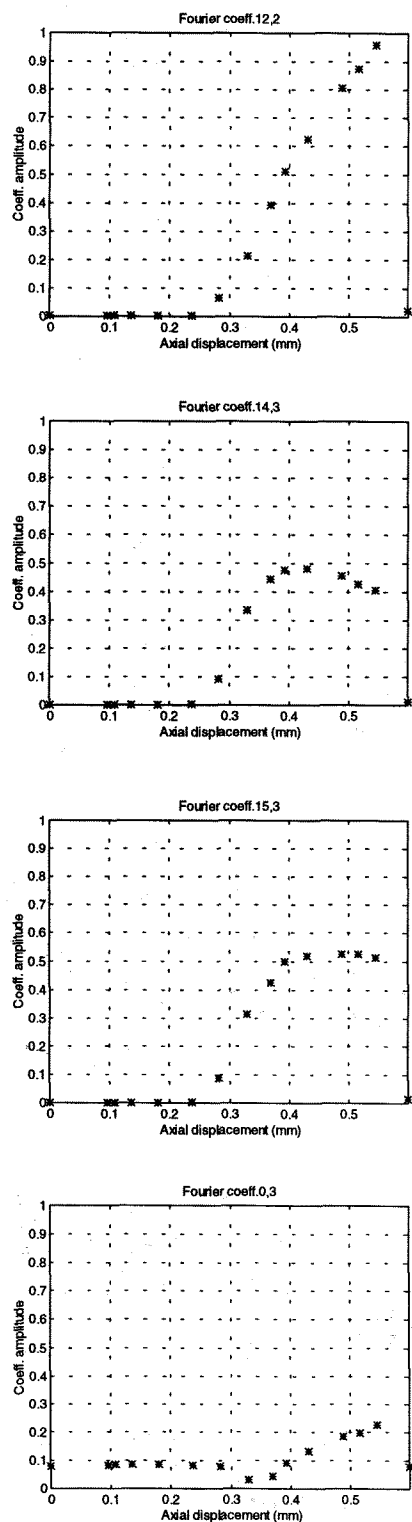 Fourier coeff.12,2
1
0.9
0.8
0.7
0.6
0.5
0.4
0.3
0.2
0.1
0
0 0.1 0.2 0.3 0.4 0.5
Coeff. amplitude
Axial displacement (mm)
Fourier coeff.14,3
1
0.9
0.8
0.7
0.6
0.5
0.4
0.3
0.2
0.1
0
0 0.1 0.2 0.3 0.4 0.5
Coeff. amplitude
Axial displacement (mm)
Fourier coeff.15,3
1
0.9
0.8
0.7
0.6
0.5
0.4
0.3
0.2
0.1
0
0 0.1 0.2 0.3 0.4 0.5
Coeff. amplitude
Axial displacement (mm)
Fourier coeff.0,3
1
0.9
0.8
0.7
0.6
0.5
0.4
0.3
0.2
0.1
0
0 0.1 0.2 0.3 0.4 0.5
Coeff. amplitude
Axial displacement (mm)